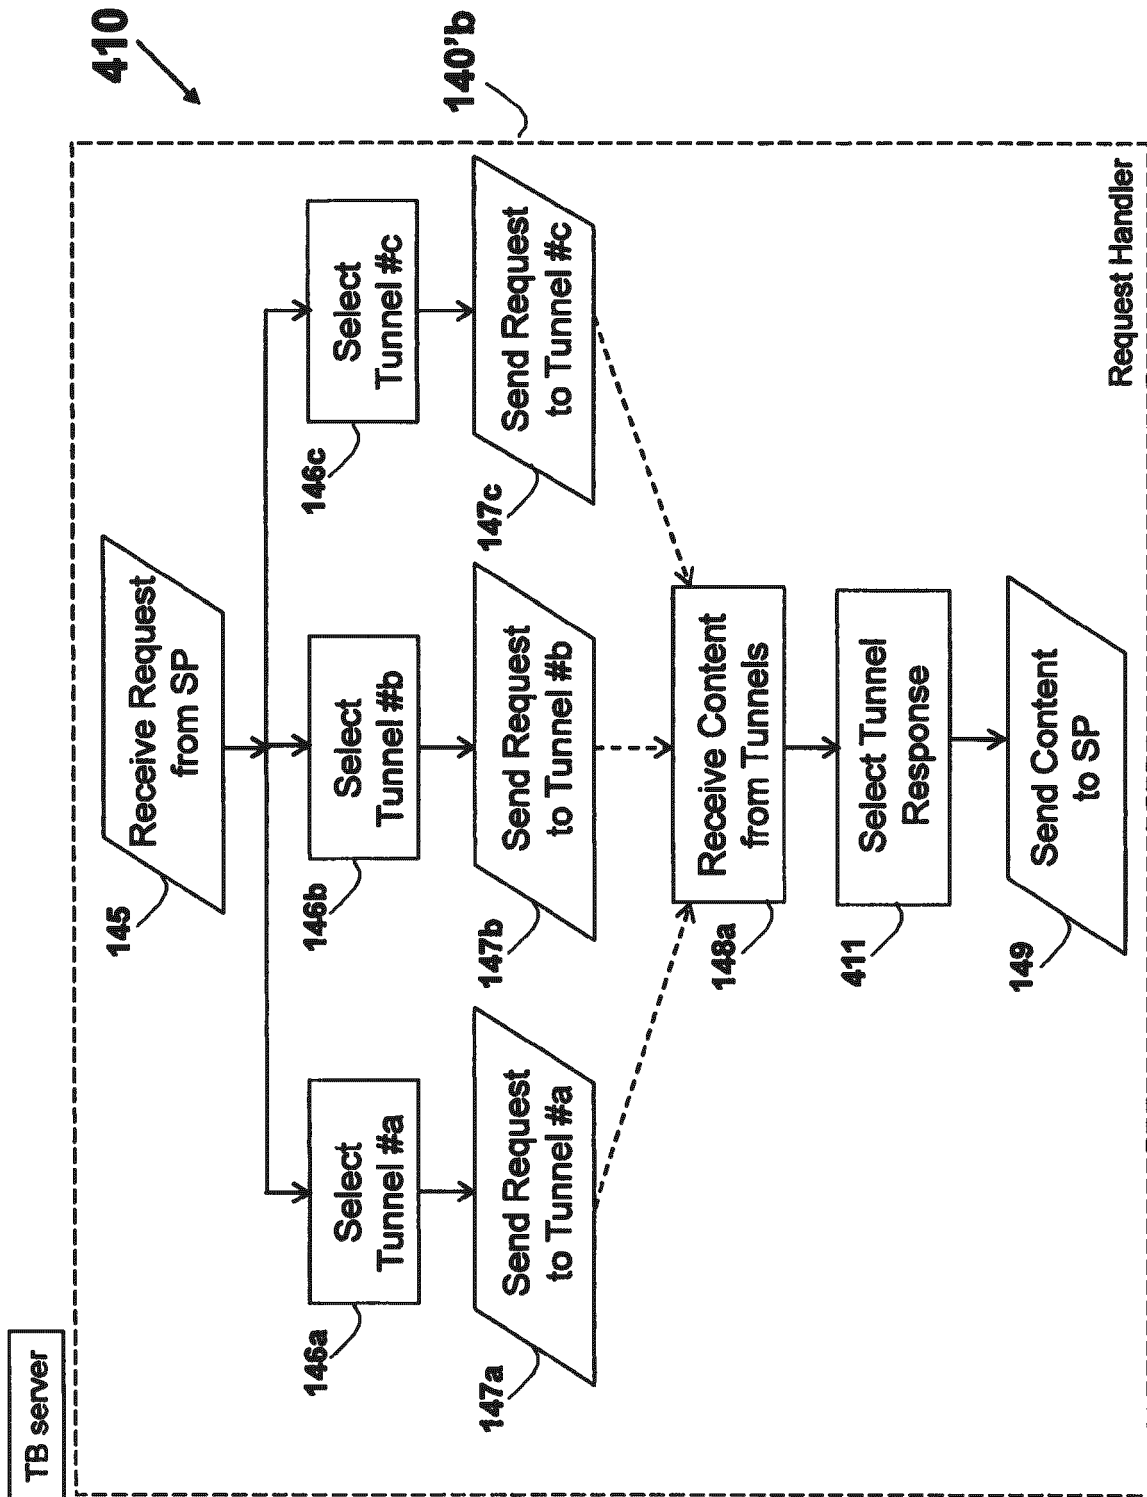 TB server
410
140'b
Receive Request
from SP
145
Select
Tunnel #a
146a
Select
Tunnel #b
146b
Select
Tunnel #c
146c
Send Request
to Tunnel #a
147a
Send Request
to Tunnel #b
147b
Send Request
to Tunnel #c
147c
Receive Content
from Tunnels
148a
Select Tunnel
Response
411
Send Content
to SP
149
Request Handler